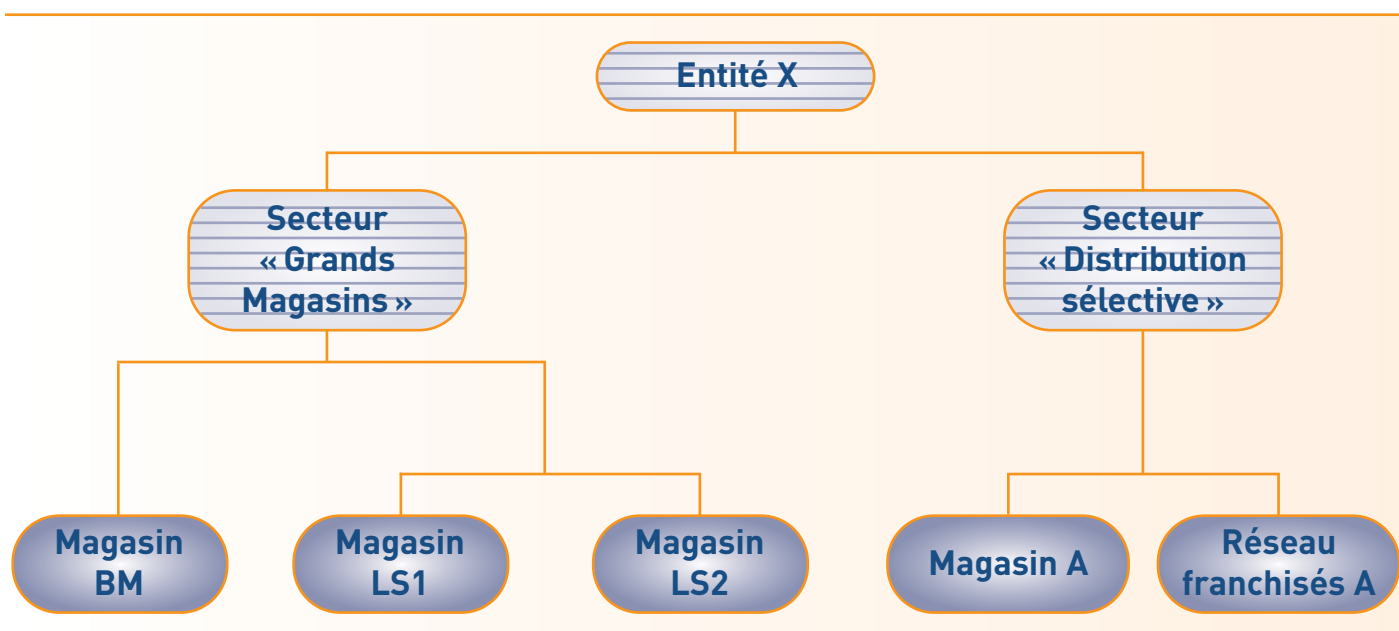 Entité X
Secteur
« Grands
Magasins »
Secteur
« Distribution
sélective »
Magasin
BM
Magasin
LS1
Magasin
LS2
Magasin A
Réseau
franchisés A